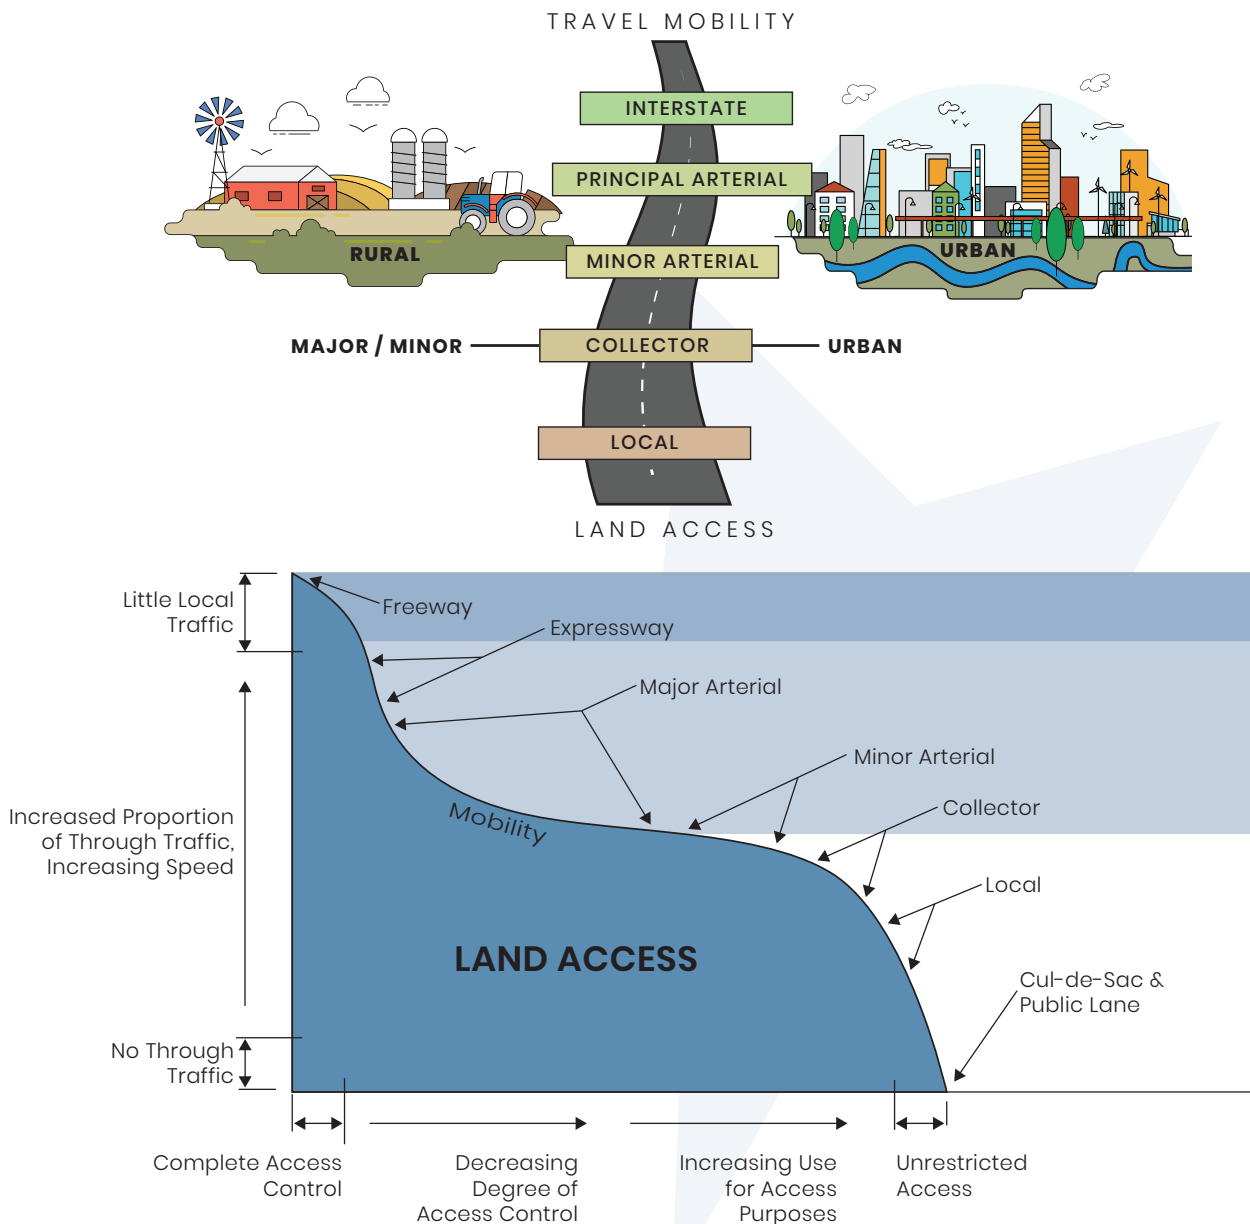 TRAVEL MOBILITY
INTERSTATE
PRINCIPAL ARTERIAL
RURAL
MINOR ARTERIAL
URBAN
MAJOR / MINOR
COLLECTOR
URBAN
LOCAL
LAND ACCESS
Little Local
Traffic
Freeway
Expressway
Major Arterial
Minor Arterial
Collector
Local
Increased Proportion
of Through Traffic,
Increasing Speed
Mobility
LAND ACCESS
Cul-de-Sac &
Public Lane
No Through
Traffic
Complete Access
Control
Decreasing
Degree of
Access Control
Increasing Use
for Access
Purposes
Unrestricted
Access